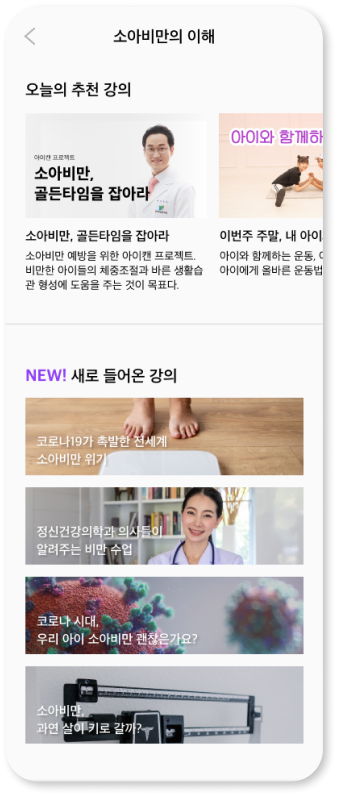 소아비만의 이해
오늘의 추천 강의
아이캔 프로젝트
소아비만,
골든타임을 잡아라
아이와 함께하
소아비만, 골든타임을 잡아라
소아비만 예방을 위한 아이캔 프로젝트.
비만한 아이들의 체중조절과 바른 생활습
관 형성에 도움을 주는 것이 목표다.
이번주 주말, 내 아이
아이와 함께하는 운동,
아이에게 올바른 운동법
NEW! 새로 들어온 강의
코로나19가 촉발한 전세계
소아비만 위기
정신건강의학과 의사들이
알려주는 비만 수업
코로나 시대,
우리 아이 소아비만 괜찮은가요?
소아비만,
과연 살이 키로 갈까?